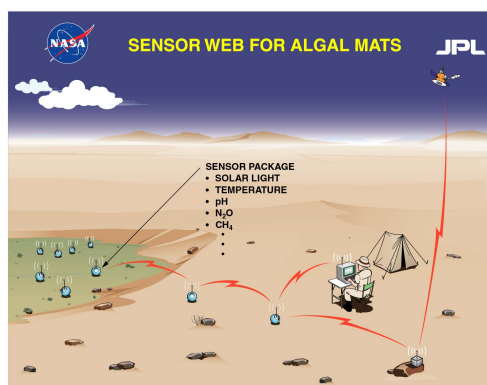 NASA
SENSOR WEB FOR ALGAL MATS
JPL
SENSOR PACKAGE
• SOLAR LIGHT
• TEMPERATURE
• pH
• N₂O
• CH₄
•
•
•